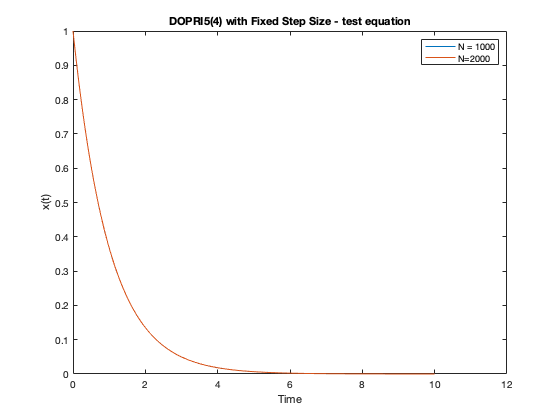 DOPRI5(4) with Fixed Step Size - test equation
N = 1000
N=2000
1
0.9
0.8
0.7
0.6
0.5
0.4
0.3
0.2
0.1
0
x(t)
0 2 4 6 8 10 12
Time